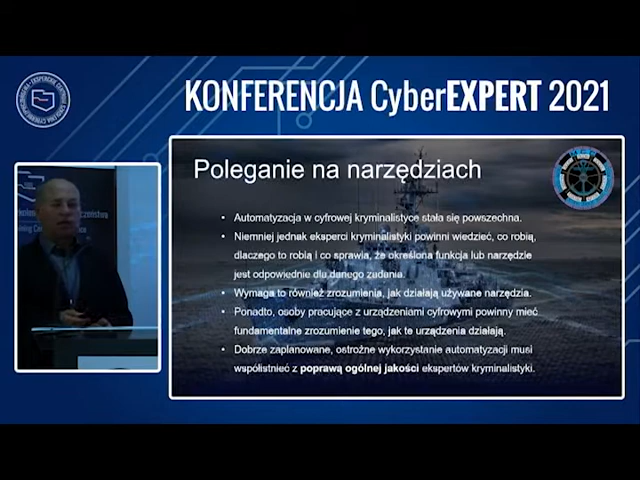 KONFERENCJA CyberEXPERT 2021
Poleganie na narzędziach
• Automatyzacja w cyfrowej kryminalistyce stała się powszechna.
• Niemniej jednak eksperci kryminalistyki powinni wiedzieć, co robią,
dlaczego to robią i co sprawia, że określona funkcja lub narzędzie
jest odpowiednie dla danego zadania.
• Wymaga to również zrozumienia, jak działają używane narzędzia.
• Ponadto, osoby pracujące z urządzeniami cyfrowymi powinny mieć
fundamentalne zrozumienie tego, jak te urządzenia działają.
• Dobrze zaplanowane, ostrożne wykorzystanie automatyzacji musi
współistnieć z poprawą ogólnej jakości ekspertów kryminalistyki.